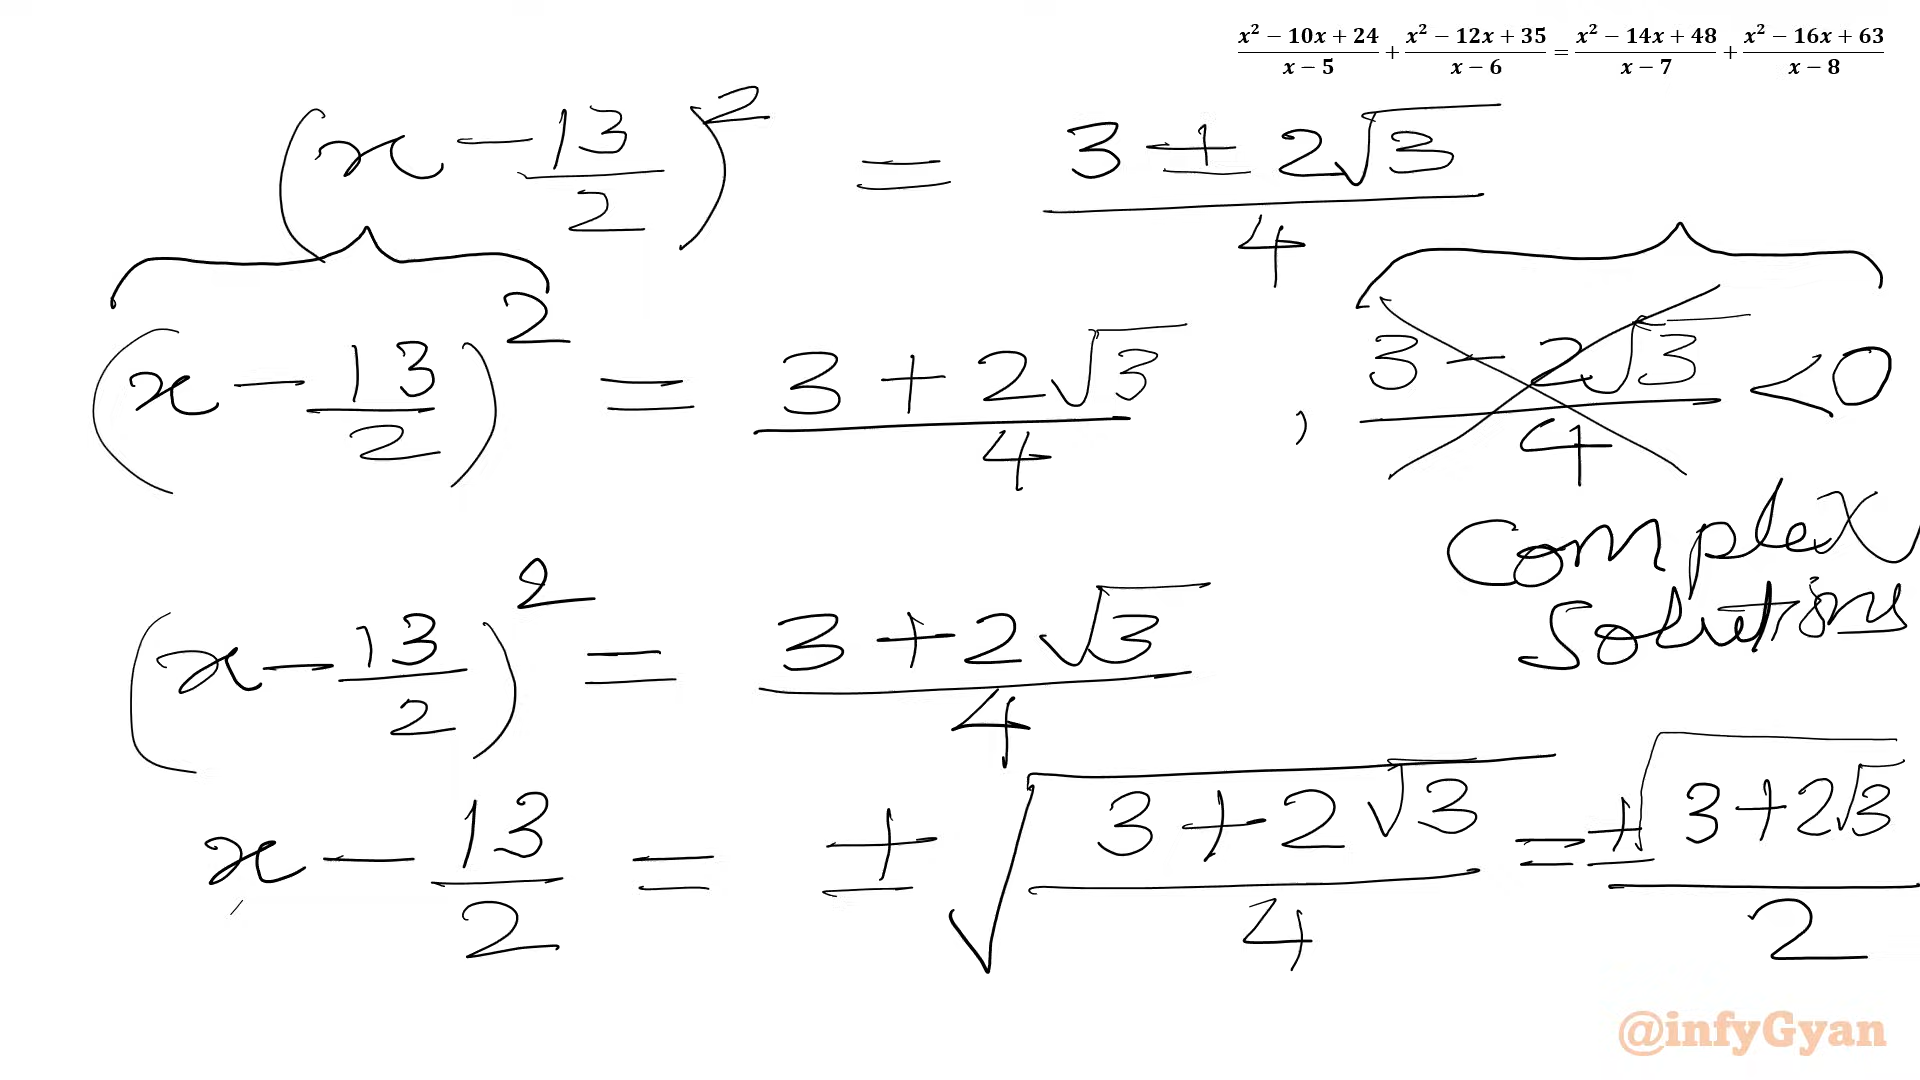 (x² − 10x + 24)/(x − 5) + (x² − 12x + 35)/(x − 6) = (x² − 14x + 48)/(x − 7) + (x² − 16x + 63)/(x − 8)
(x − 13/2)² = (3 ± 2√3)/4
(x − 13/2)² = (3 + 2√3)/4 , (3 − 2√3)/4 < 0
Complex
Solutions
(x − 13/2)² = (3 + 2√3)/4
x − 13/2 = ±√((3 + 2√3)/4) = ±√(3 + 2√3)/2
@infyGyan